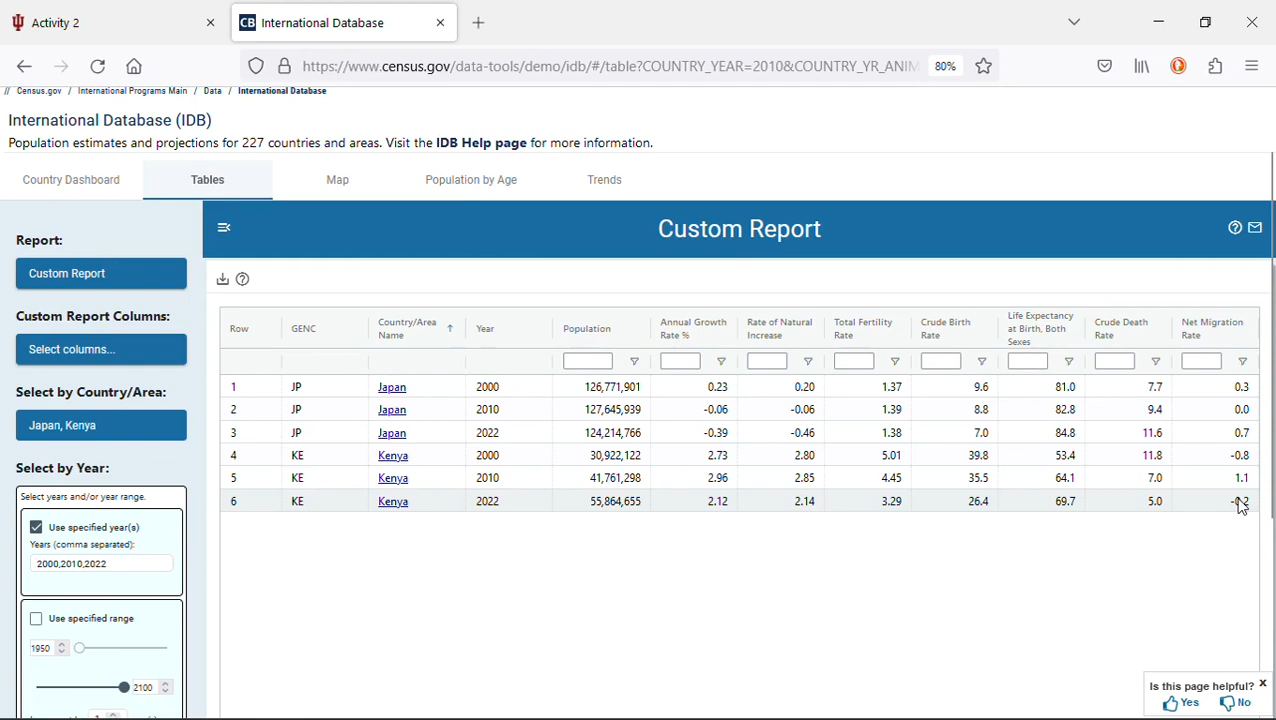 Activity 2
CB International Database
https://www.census.gov/data-tools/demo/idb/#/table?COUNTRY_YEAR=2010&COUNTRY_YR_ANIM 80%
// Census.gov / International Programs Main / Data / International Database
International Database (IDB)
Population estimates and projections for 227 countries and areas. Visit the IDB Help page for more information.
Country Dashboard Tables Map Population by Age Trends
Report:
Custom Report
Custom Report Columns:
Select columns...
Select by Country/Area:
Japan, Kenya
Select by Year:
Select years and/or year range.
Use specified year(s)
Years (comma separated):
2000,2010,2022
Use specified range
1950
2100
Custom Report
Row GENC Country/Area Name Year Population Annual Growth Rate % Rate of Natural Increase Total Fertility Rate Crude Birth Rate Life Expectancy at Birth, Both Sexes Crude Death Rate Net Migration Rate
1 JP Japan 2000 126,771,901 0.23 0.20 1.37 9.6 81.0 7.7 0.3
2 JP Japan 2010 127,645,939 -0.06 -0.06 1.39 8.8 82.8 9.4 0.0
3 JP Japan 2022 124,214,766 -0.39 -0.46 1.38 7.0 84.8 11.6 0.7
4 KE Kenya 2000 30,922,122 2.73 2.80 5.01 39.8 53.4 11.8 -0.8
5 KE Kenya 2010 41,761,298 2.96 2.85 4.45 35.5 64.1 7.0 1.1
6 KE Kenya 2022 55,864,655 2.12 2.14 3.29 26.4 69.7 5.0
Is this page helpful? x
Yes No